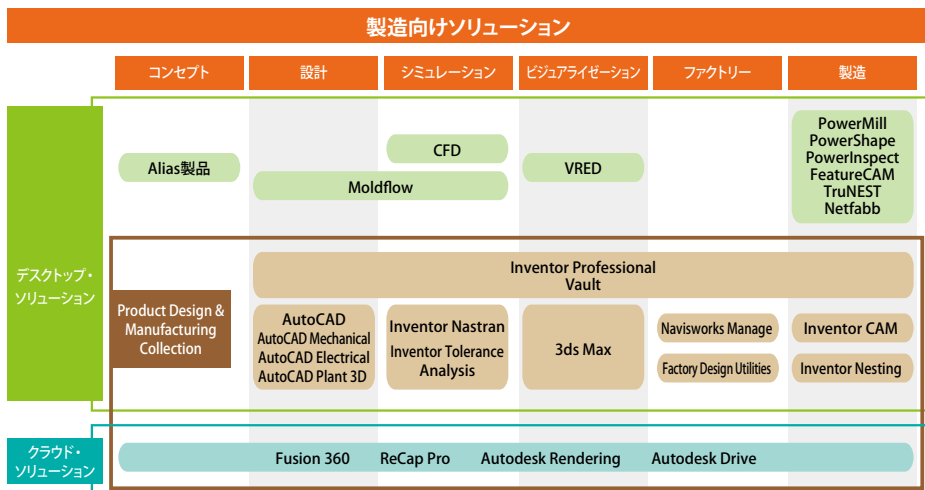 製造向けソリューション
コンセプト
設計
シミュレーション
ビジュアライゼーション
ファクトリー
製造
デスクトップ・
ソリューション
Alias製品
CFD
Moldflow
VRED
PowerMill
PowerShape
PowerInspect
FeatureCAM
TruNEST
Netfabb
Product Design &
Manufacturing
Collection
Inventor Professional
Vault
AutoCAD
AutoCAD Mechanical
AutoCAD Electrical
AutoCAD Plant 3D
Inventor Nastran
Inventor Tolerance
Analysis
3ds Max
Navisworks Manage
Factory Design Utilities
Inventor CAM
Inventor Nesting
クラウド・
ソリューション
Fusion 360 ReCap Pro Autodesk Rendering Autodesk Drive